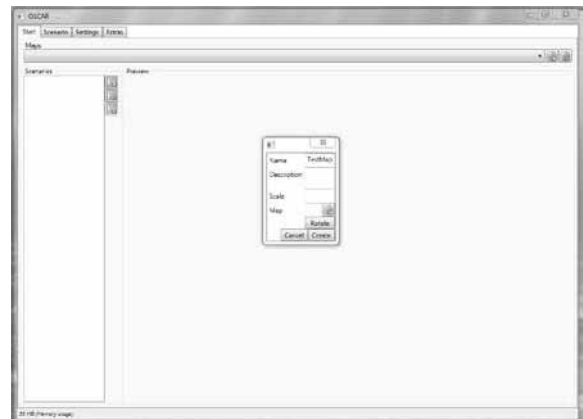 OSCAR
Start Scenario Settings Extras
Maps
Scenarios Preview
Name TestMap
Description
Scale
Map
Rotate
Cancel Create
28 MB (Memory usage)